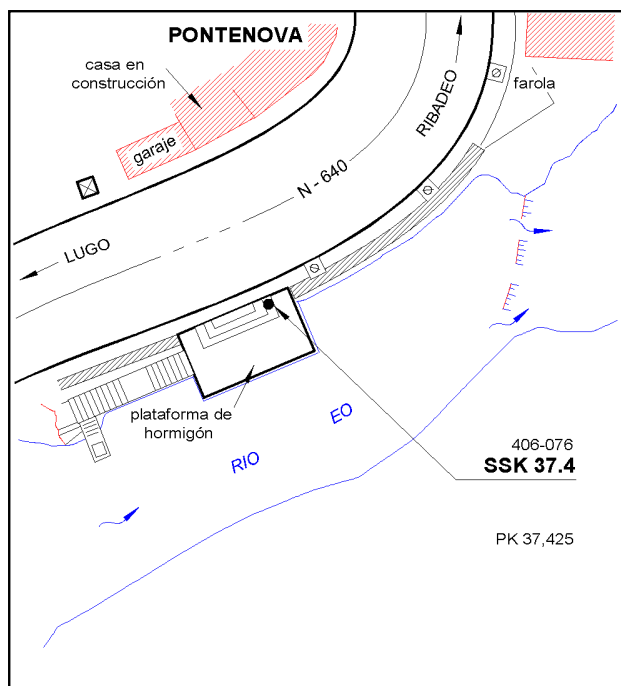 PONTENOVA
casa en
construcción
garaje
farola
RIBADEO
N - 640
LUGO
plataforma de
hormigón
RIO EO
406-076
SSK 37.4
PK 37,425